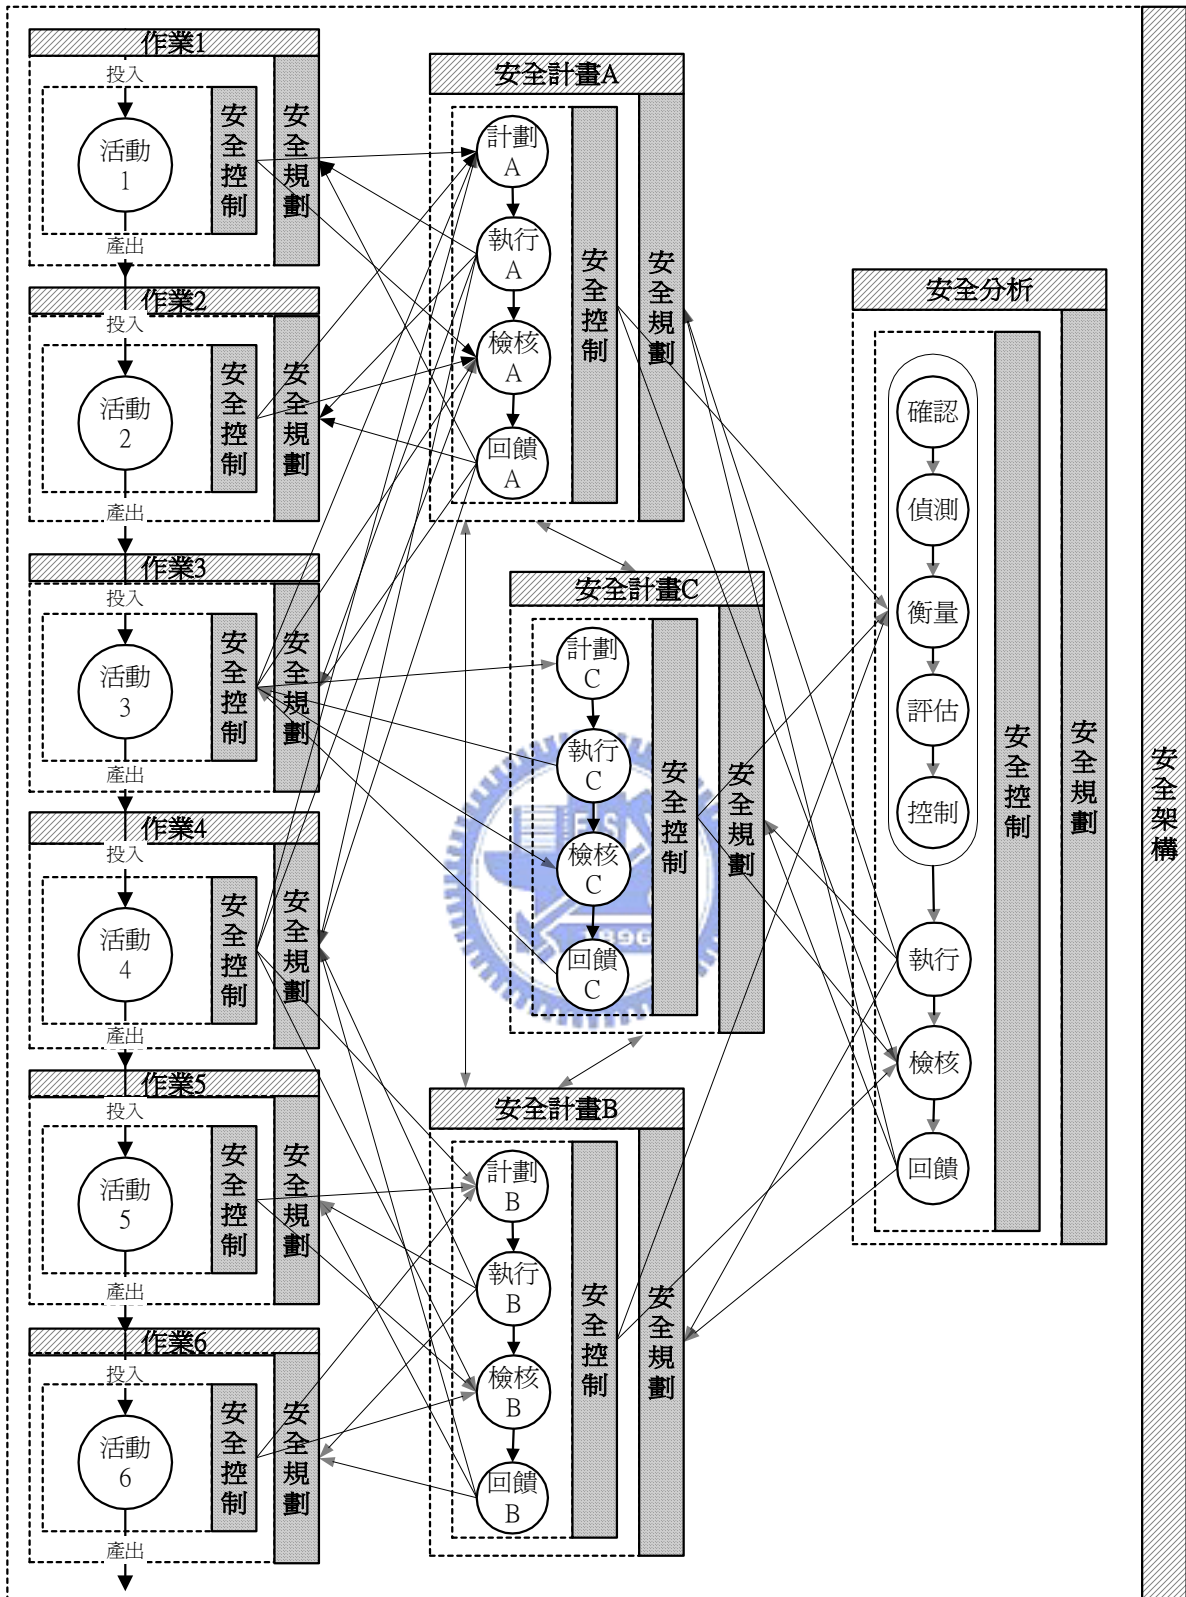 作業1
投入
活動
1
產出
安全控制
安全規劃
作業2
投入
活動
2
產出
安全控制
安全規劃
作業3
投入
活動
3
產出
安全控制
安全規劃
作業4
投入
活動
4
產出
安全控制
安全規劃
作業5
投入
活動
5
產出
安全控制
安全規劃
作業6
投入
活動
6
產出
安全控制
安全規劃
安全計畫A
計劃
A
執行
A
檢核
A
回饋
A
安全控制
安全規劃
安全計畫C
計劃
C
執行
C
檢核
C
回饋
C
安全控制
安全規劃
安全計畫B
計劃
B
執行
B
檢核
B
回饋
B
安全控制
安全規劃
安全分析
確認
偵測
衡量
評估
控制
執行
檢核
回饋
安全控制
安全規劃
安全架構